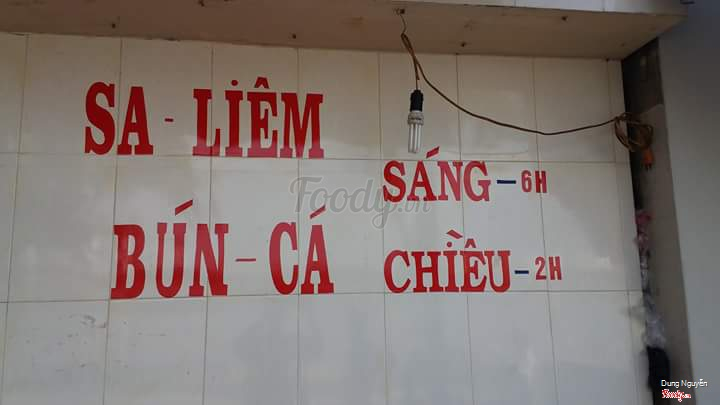 SA - LIÊM
BÚN - CÁ
SÁNG - 6H
CHIỀU - 2H
Foody.vn
Dung Nguyễn
Foody.vn